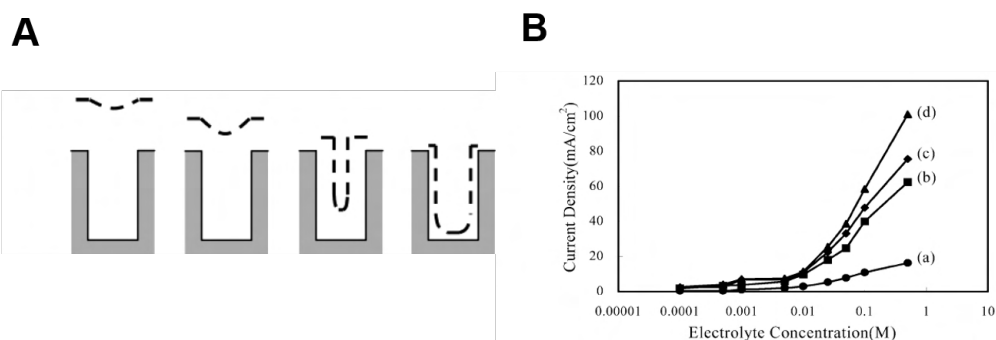 A
B
120
100
80
60
40
20
0
Current Density(mA/cm²)
(d)
(c)
(b)
(a)
0.00001 0.0001 0.001 0.01 0.1 1 10
Electrolyte Concentration(M)